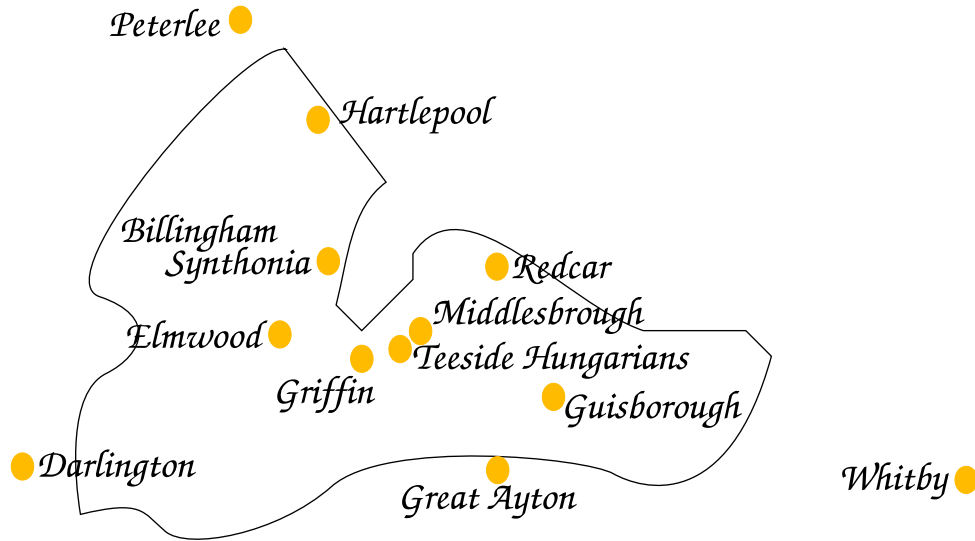 Peterlee
Hartlepool
Billingham
Synthonia
Redcar
Middlesbrough
Elmwood
Teeside Hungarians
Griffin
Guisborough
Darlington
Great Ayton
Whitby